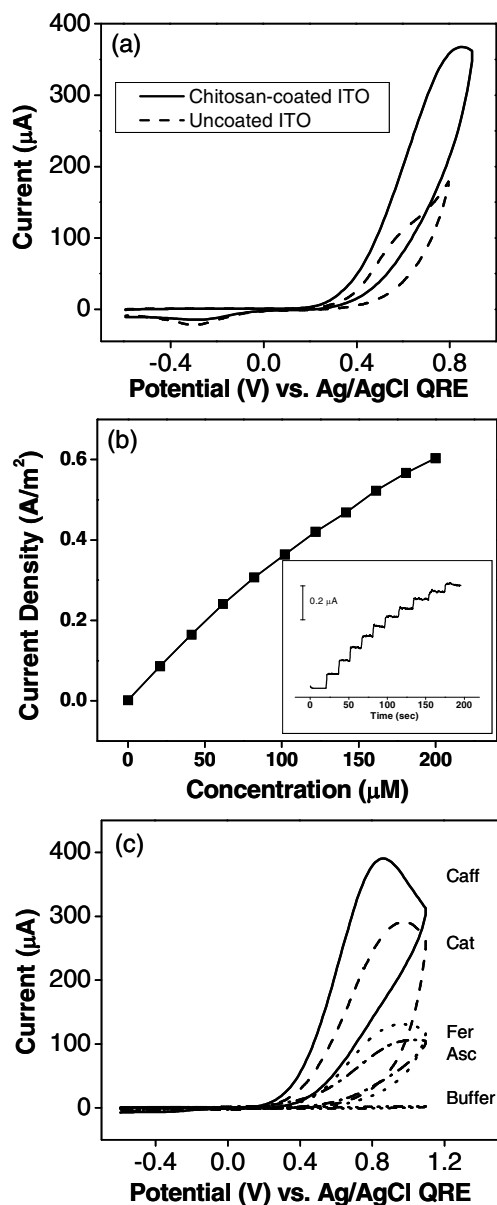 (a)
400
300
200
100
0
Current (µA)
Chitosan-coated ITO
Uncoated ITO
-0.4 0.0 0.4 0.8
Potential (V) vs. Ag/AgCl QRE
(b)
0.6
0.4
0.2
0.0
Current Density (A/m²)
0.2 µA
0 50 100 150 200
Time (sec)
0 50 100 150 200
Concentration (µM)
(c)
400
300
200
100
0
Current (µA)
Caff
Cat
Fer
Asc
Buffer
-0.4 0.0 0.4 0.8 1.2
Potential (V) vs. Ag/AgCl QRE